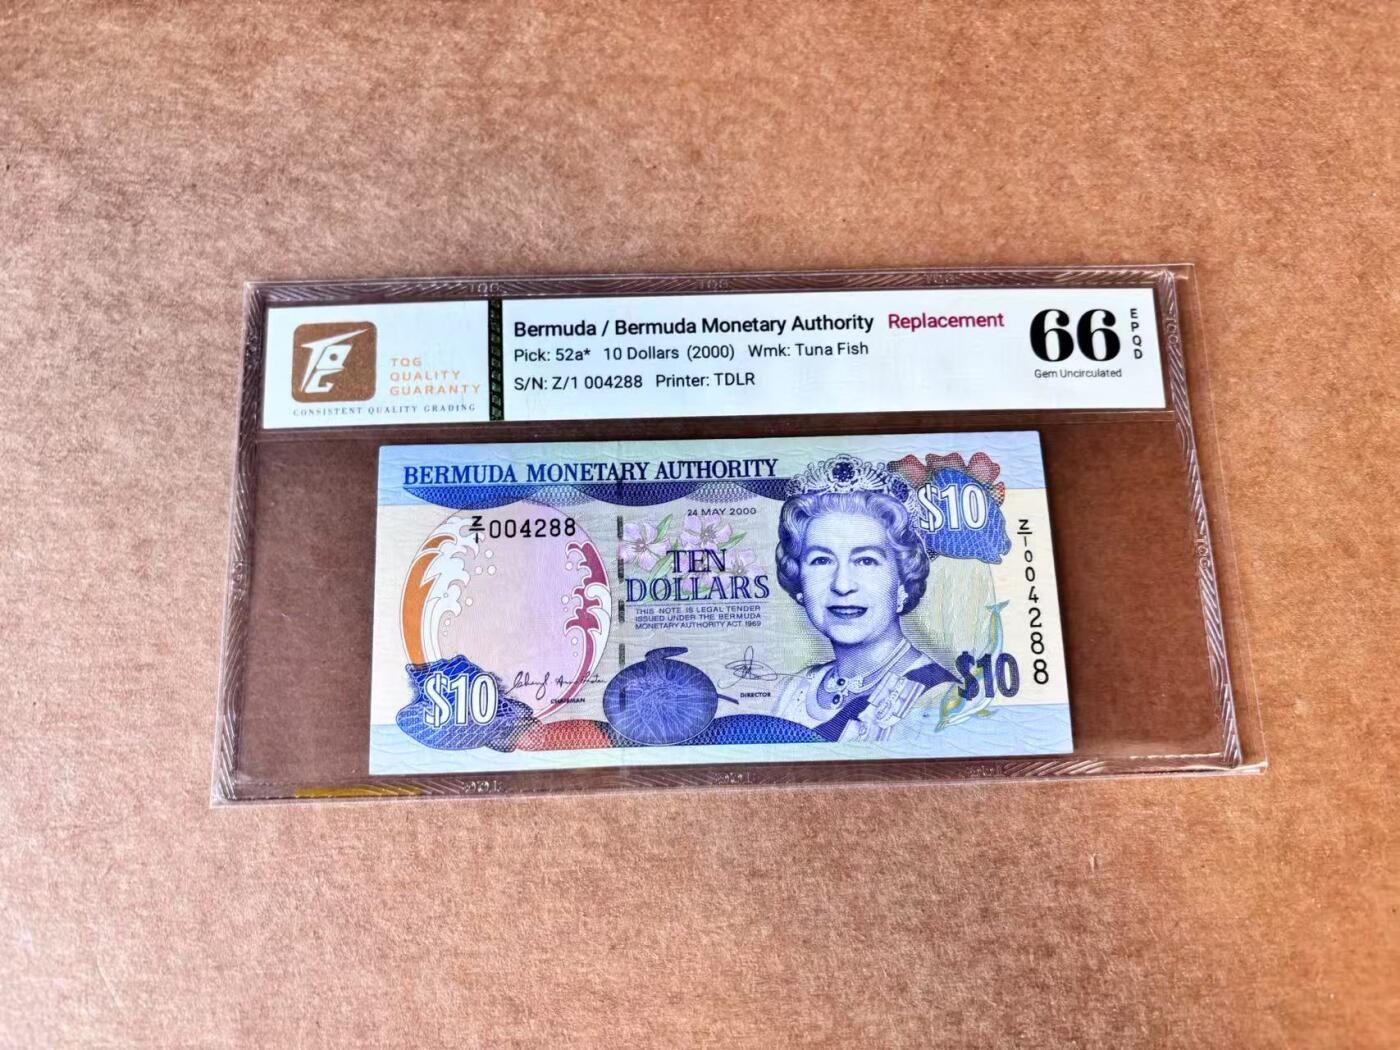 TQG
QUALITY
GUARANTY
CONSISTENT QUALITY GRADING
Bermuda / Bermuda Monetary Authority Replacement
Pick: 52a* 10 Dollars (2000) Wmk: Tuna Fish
S/N: Z/1 004288 Printer: TDLR
66
EPQD
Gem Uncirculated
BERMUDA MONETARY AUTHORITY
Z/1 004288
24 MAY 2000
$10
TEN
DOLLARS
THIS NOTE IS LEGAL TENDER
ISSUED UNDER THE BERMUDA
MONETARY AUTHORITY ACT 1969
Z/1 004288
$10
CHAIRMAN
DIRECTOR
$10